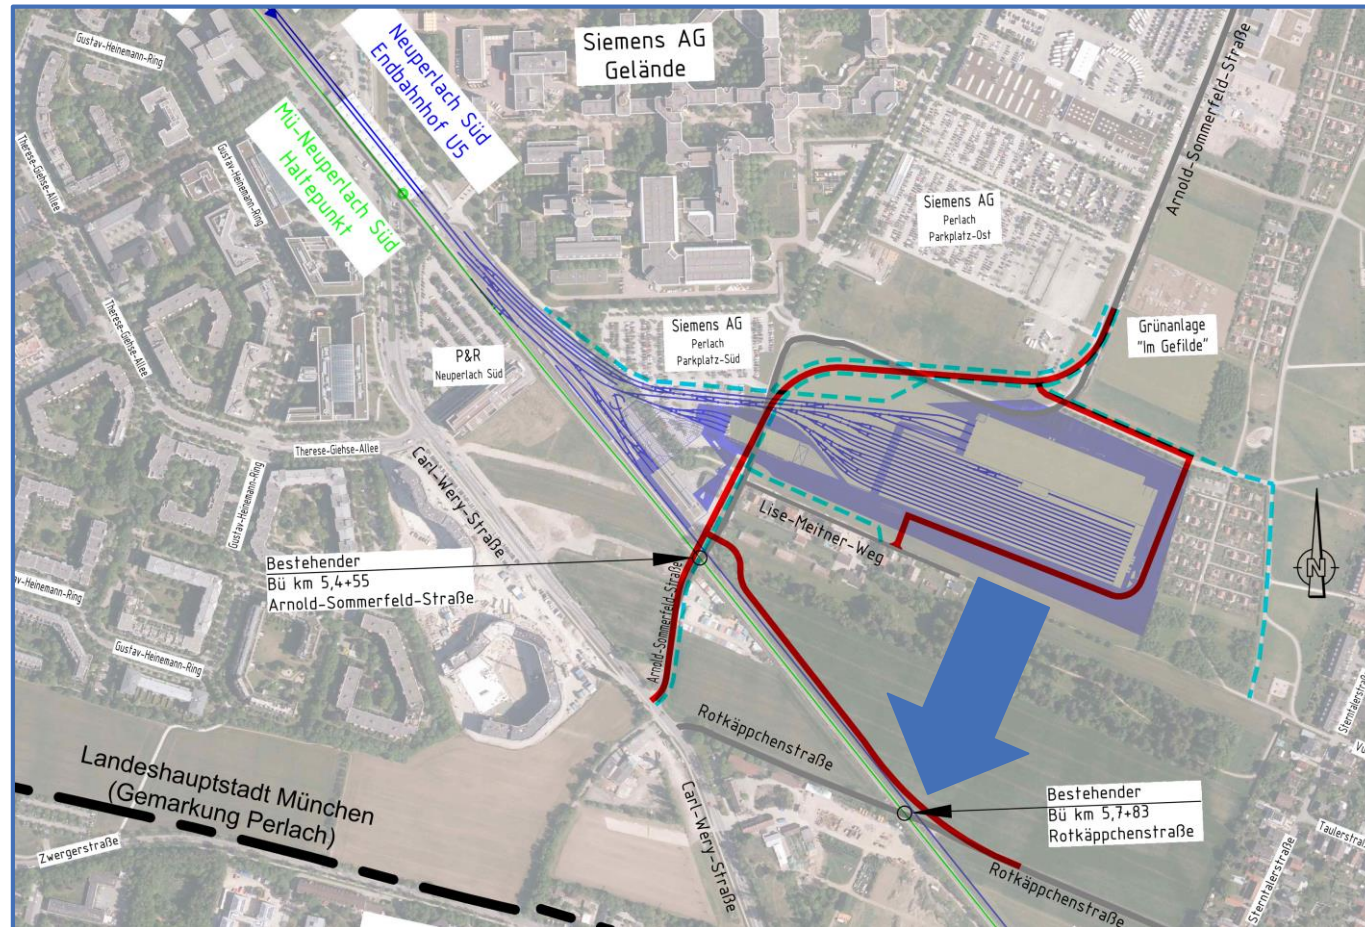 Gustav-Heinemann-Ring
Neuperlach Süd
Endbahnhof U5
Siemens AG
Gelände
Arnold-Sommerfeld-Straße
Mü-Neuperlach Süd
Haltepunkt
Therese-Giehse-Allee
Gustav-Heinemann-Ring
Therese-Giehse-Allee
Siemens AG
Perlach
Parkplatz-Ost
Siemens AG
Perlach
Parkplatz-Süd
Grünanlage
"Im Gefilde"
P&R
Neuperlach Süd
Therese-Giehse-Allee
Carl-Wery-Straße
Gustav-Heinemann-Ring
Lise-Meitner-Weg
Bestehender
Bü km 5,4+55
Arnold-Sommerfeld-Straße
N
Gustav-Heinemann-Ring
Arnold-Sommerfeld-Straße
Gustav-Heinemann-Ring
Sterntalerstraße
Rotkäppchenstraße
Landeshauptstadt München
(Gemarkung Perlach)
Carl-Wery-Straße
Bestehender
Bü km 5,7+83
Rotkäppchenstraße
Taulerstraße
Zwergerstraße
Rotkäppchenstraße
Sterntalerstraße